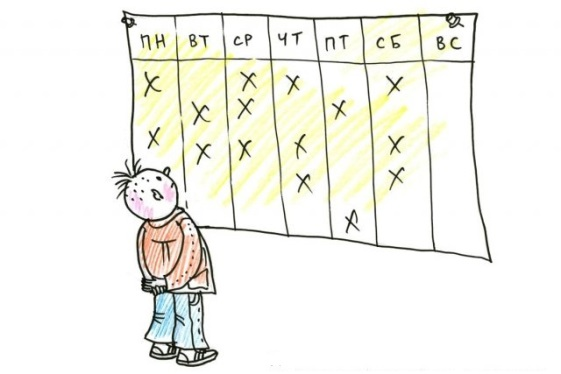 ПН ВТ СР ЧТ ПТ СБ ВС
X X X X
X X X
X X X X X
X X
X